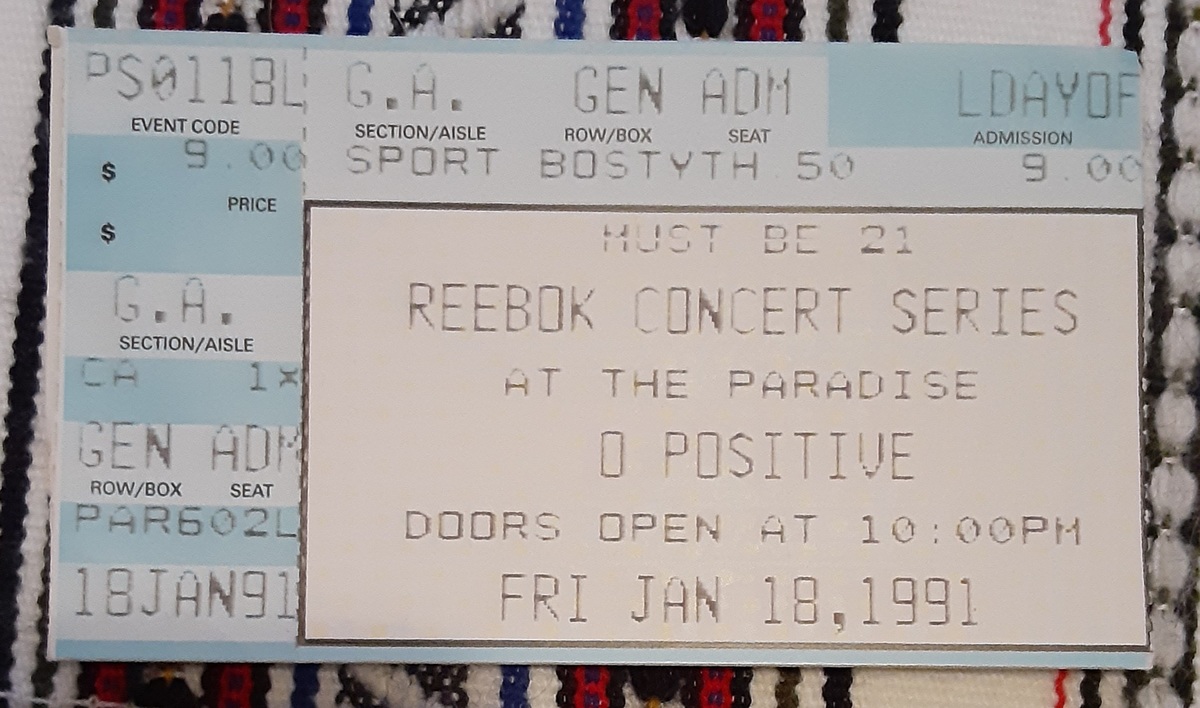 PS0118L
EVENT CODE
$ 9.00
PRICE
$
G.A.
SECTION/AISLE
CA 1x
GEN ADM
ROW/BOX SEAT
PAR602L
18JAN91
G.A. GEN ADM LDAYOF
SECTION/AISLE ROW/BOX SEAT ADMISSION
SPORT BOSTYTH 50 9.00
MUST BE 21
REEBOK CONCERT SERIES
AT THE PARADISE
O POSITIVE
DOORS OPEN AT 10:00PM
FRI JAN 18,1991